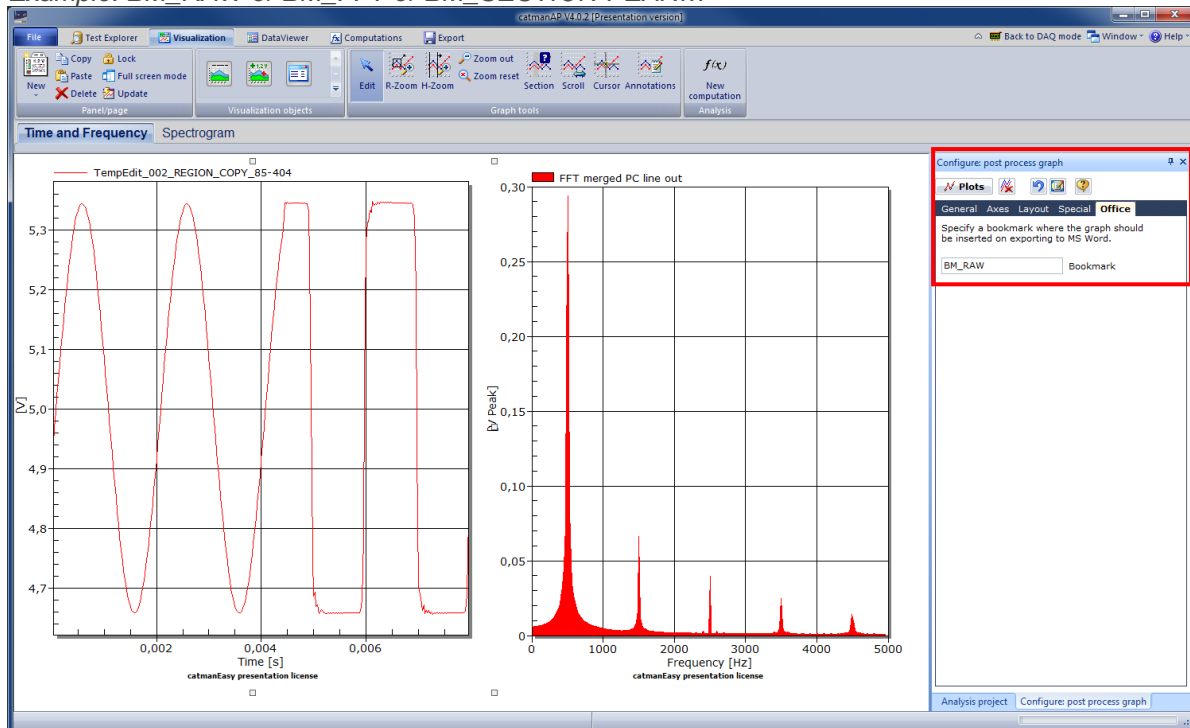 catmanAP V4.0.2 [Presentation version]
File Test Explorer Visualization DataViewer Computations Export Back to DAQ mode Window Help
New
Copy
Paste
Delete
Lock
Full screen mode
Update
Panel/page
Visualization objects
Edit R-Zoom H-Zoom
Zoom out
Zoom reset
Section Scroll Cursor Annotations
Graph tools
f(x)
New
computation
Analysis
Time and Frequency Spectrogram
TempEdit_002_REGION_COPY_85-404
5,3
5,2
5,1
5,0
4,9
4,8
4,7
[V]
0,002 0,004 0,006
Time [s]
catmanEasy presentation license
FFT merged PC line out
0,30
0,25
0,20
0,15
0,10
0,05
0
[V Peak]
0 1000 2000 3000 4000 5000
Frequency [Hz]
catmanEasy presentation license
Configure: post process graph
Plots
General Axes Layout Special Office
Specify a bookmark where the graph should
be inserted on exporting to MS Word.
BM_RAW Bookmark
Analysis project Configure: post process graph